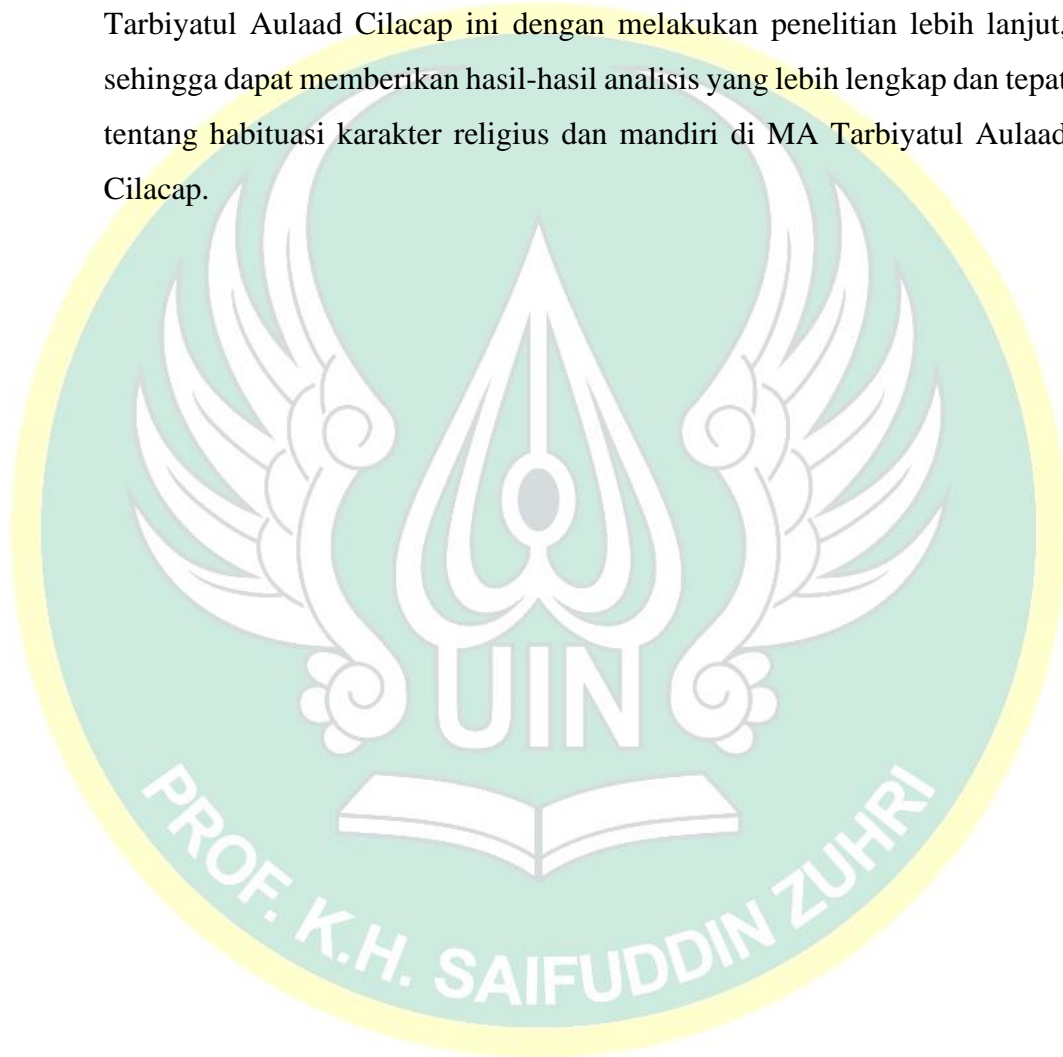 Tarbiyatul Aulaad Cilacap ini dengan melakukan penelitian lebih lanjut,
sehingga dapat memberikan hasil-hasil analisis yang lebih lengkap dan tepat
tentang habituasi karakter religius dan mandiri di MA Tarbiyatul Aulaad
Cilacap.
UIN
PROF. K.H. SAIFUDDIN ZUHRI